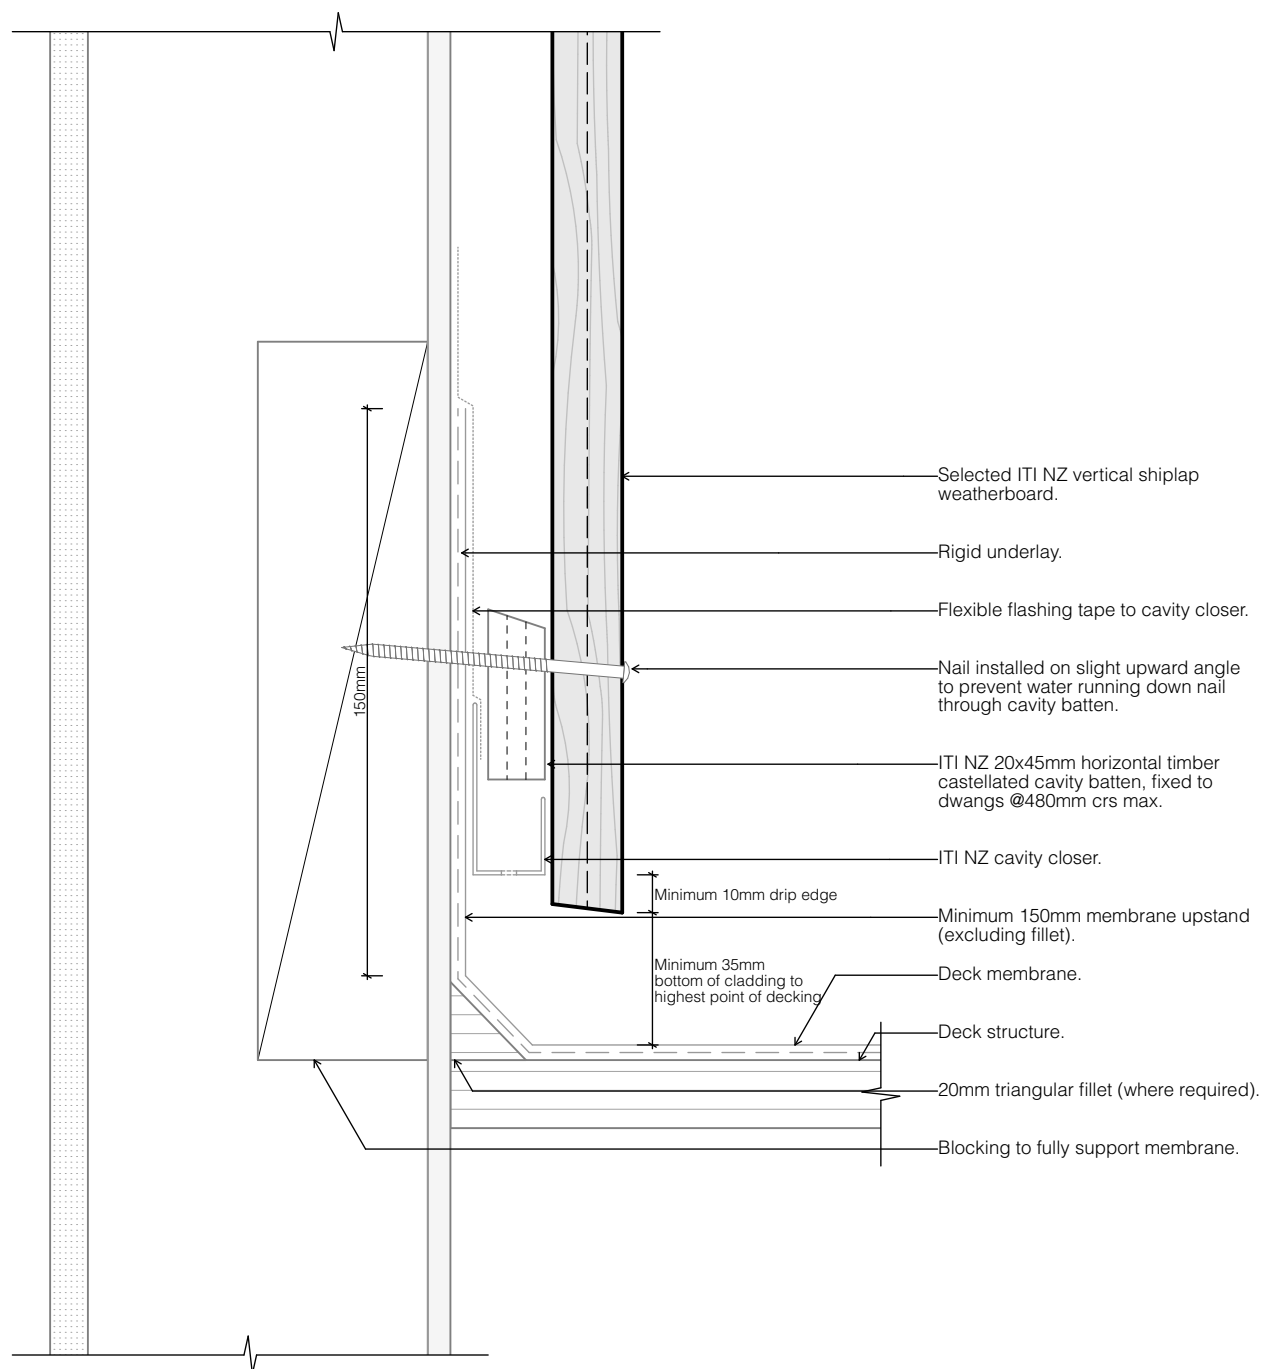 Selected ITI NZ vertical shiplap
weatherboard.
Rigid underlay.
Flexible flashing tape to cavity closer.
Nail installed on slight upward angle
to prevent water running down nail
through cavity batten.
150mm
ITI NZ 20x45mm horizontal timber
castellated cavity batten, fixed to
dwangs @480mm crs max.
ITI NZ cavity closer.
Minimum 10mm drip edge
Minimum 150mm membrane upstand
(excluding fillet).
Minimum 35mm
bottom of cladding to
highest point of decking
Deck membrane.
Deck structure.
20mm triangular fillet (where required).
Blocking to fully support membrane.